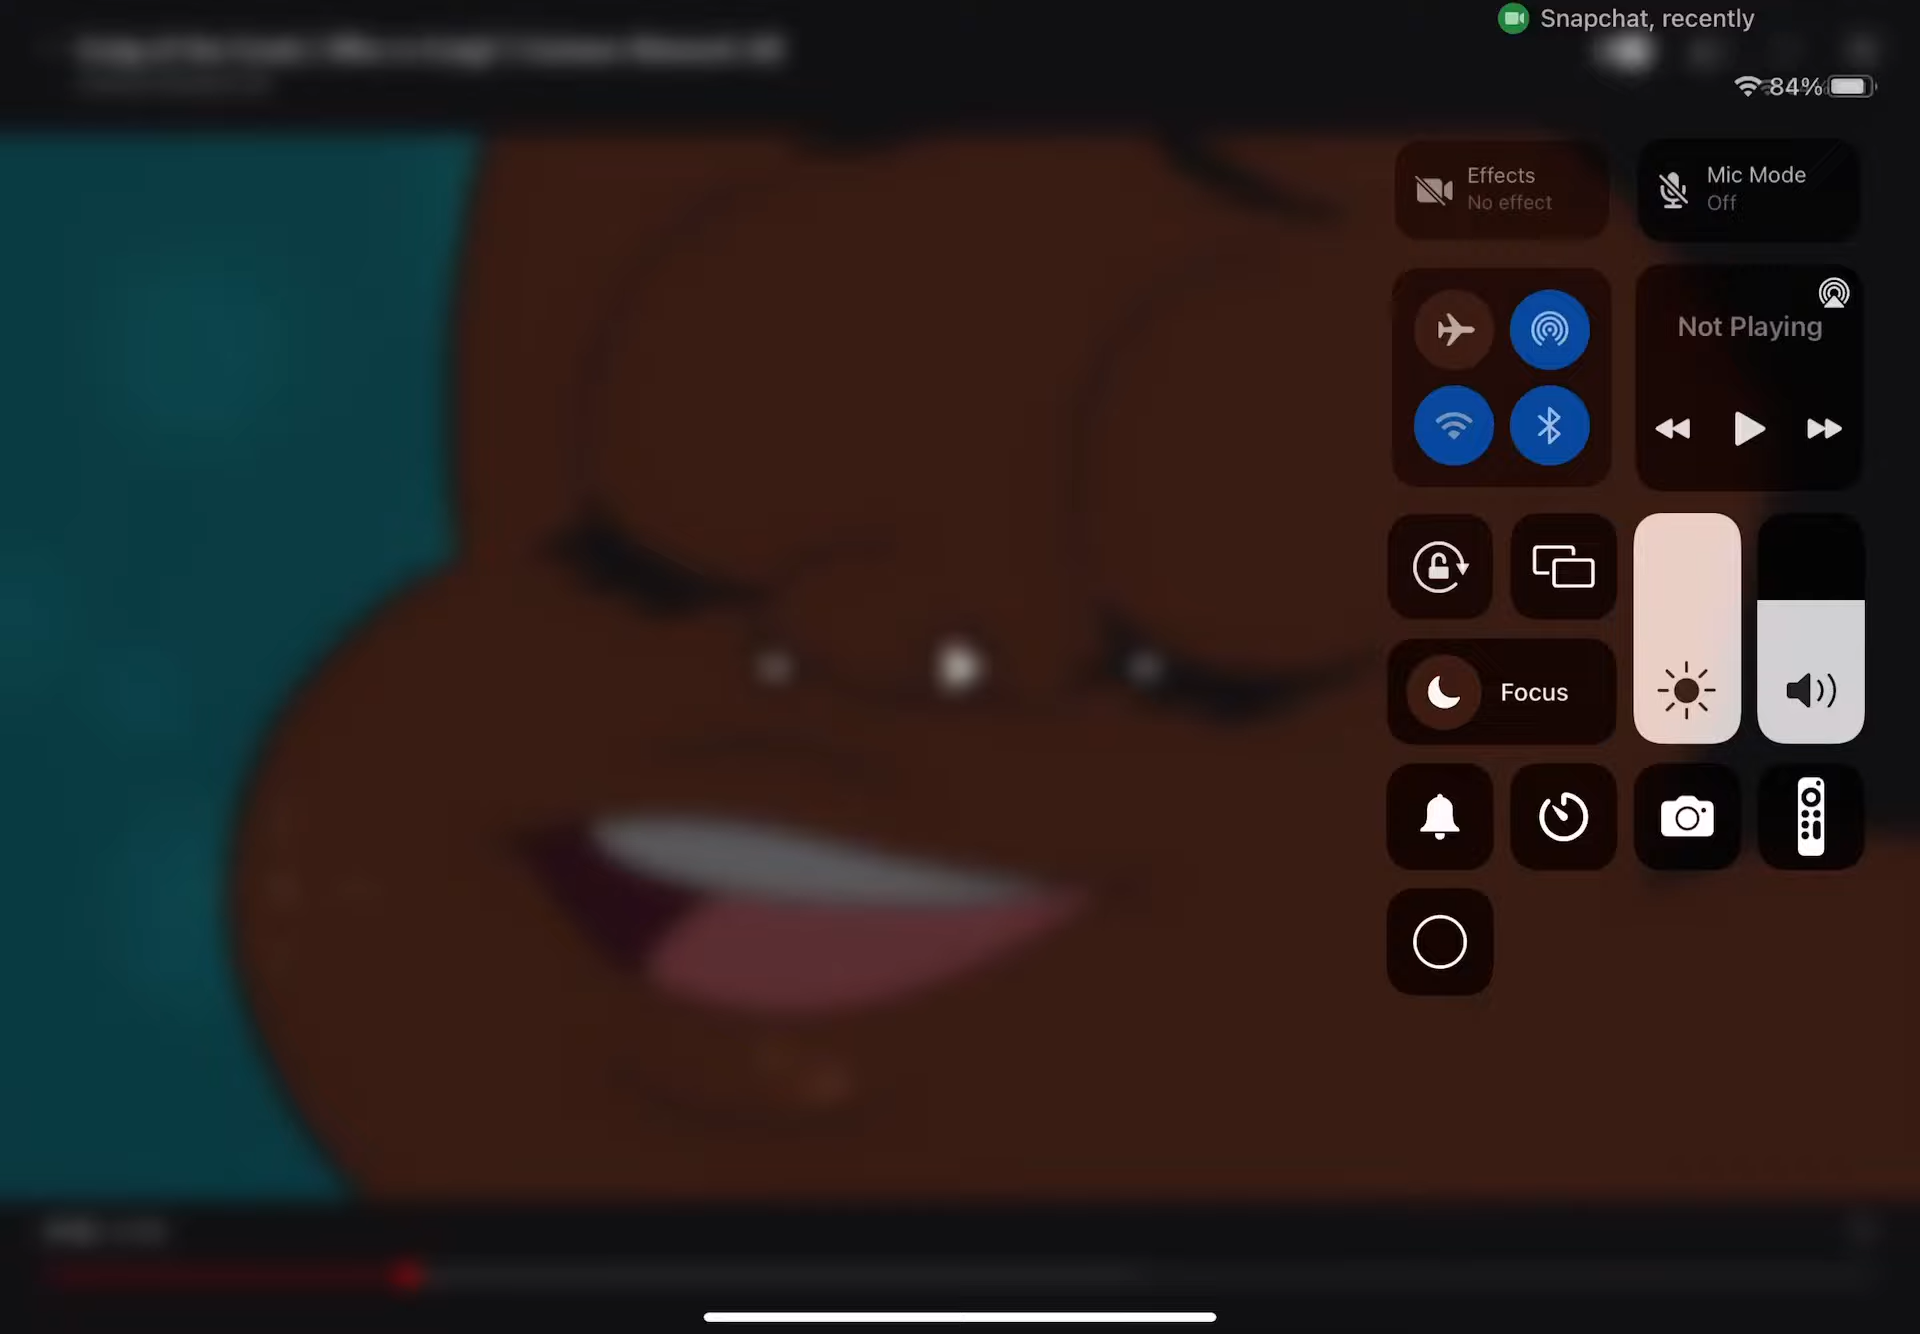 Snapchat, recently
84%
Effects
No effect
Mic Mode
Off
Not Playing
Focus